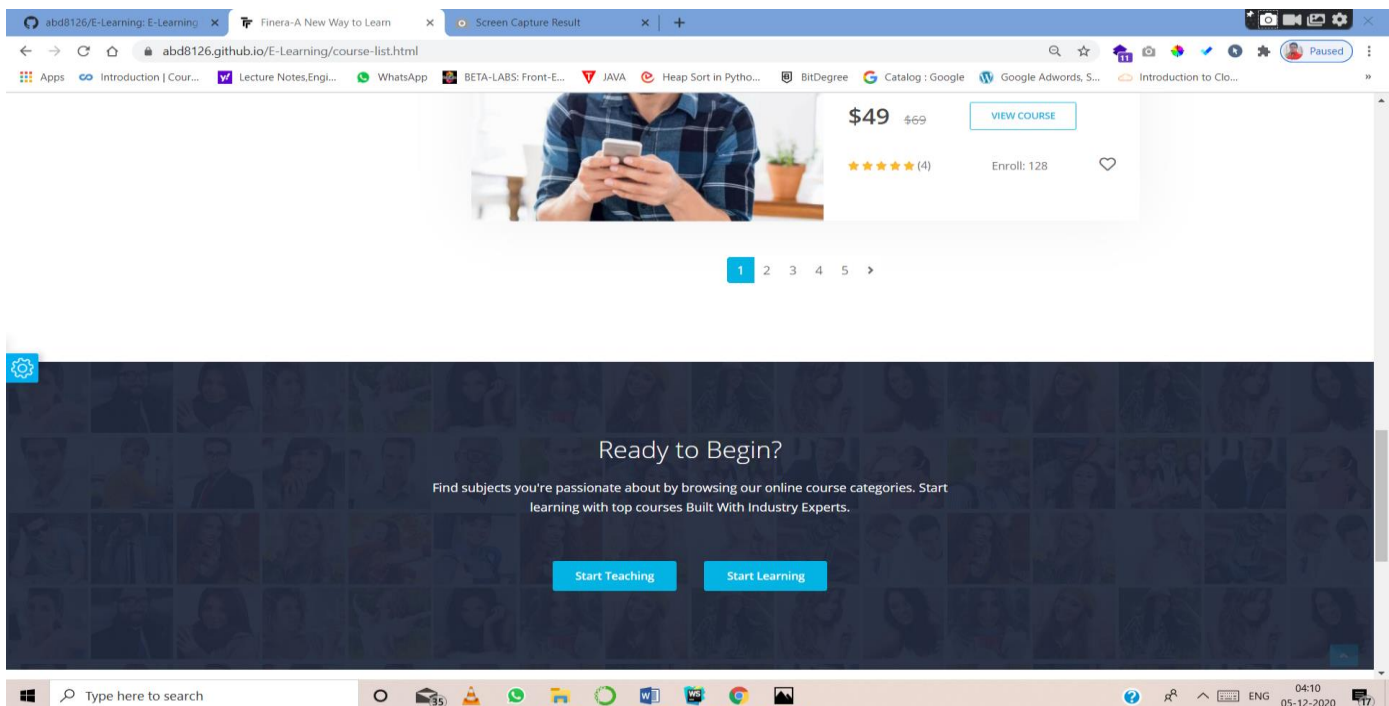 abd8126/E-Learning: E-Learning
Finera-A New Way to Learn
Screen Capture Result
abd8126.github.io/E-Learning/course-list.html
11
Paused
Apps
Introduction | Cour...
Lecture Notes,Engi...
WhatsApp
BETA-LABS: Front-E...
JAVA
Heap Sort in Pytho...
BitDegree
Catalog : Google
Google Adwords, S...
Introduction to Clo...
»
$49 $69 VIEW COURSE
(4) Enroll: 128
1 2 3 4 5
Ready to Begin?
Find subjects you're passionate about by browsing our online course categories. Start
learning with top courses Built With Industry Experts.
Start Teaching Start Learning
Type here to search
35
W
WS
ENG
04:10
05-12-2020
17